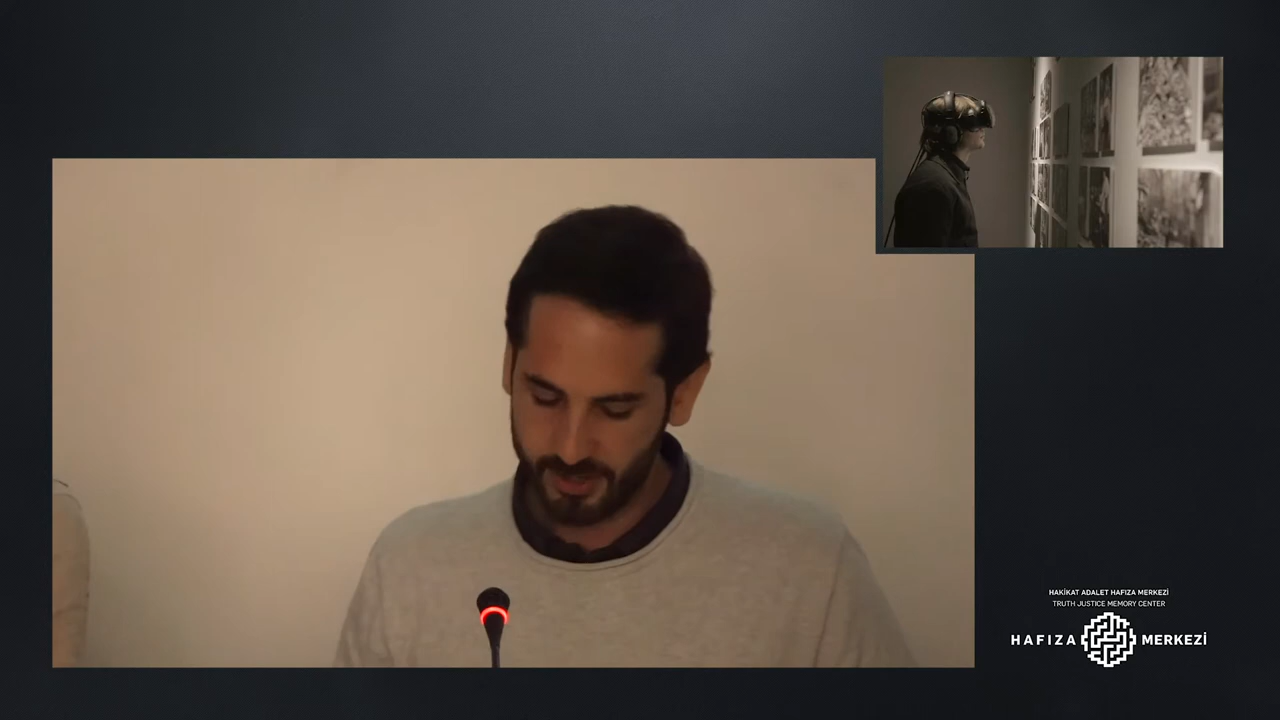 HAKİKAT ADALET HAFIZA MERKEZİ
TRUTH JUSTICE MEMORY CENTER
HAFIZA MERKEZİ